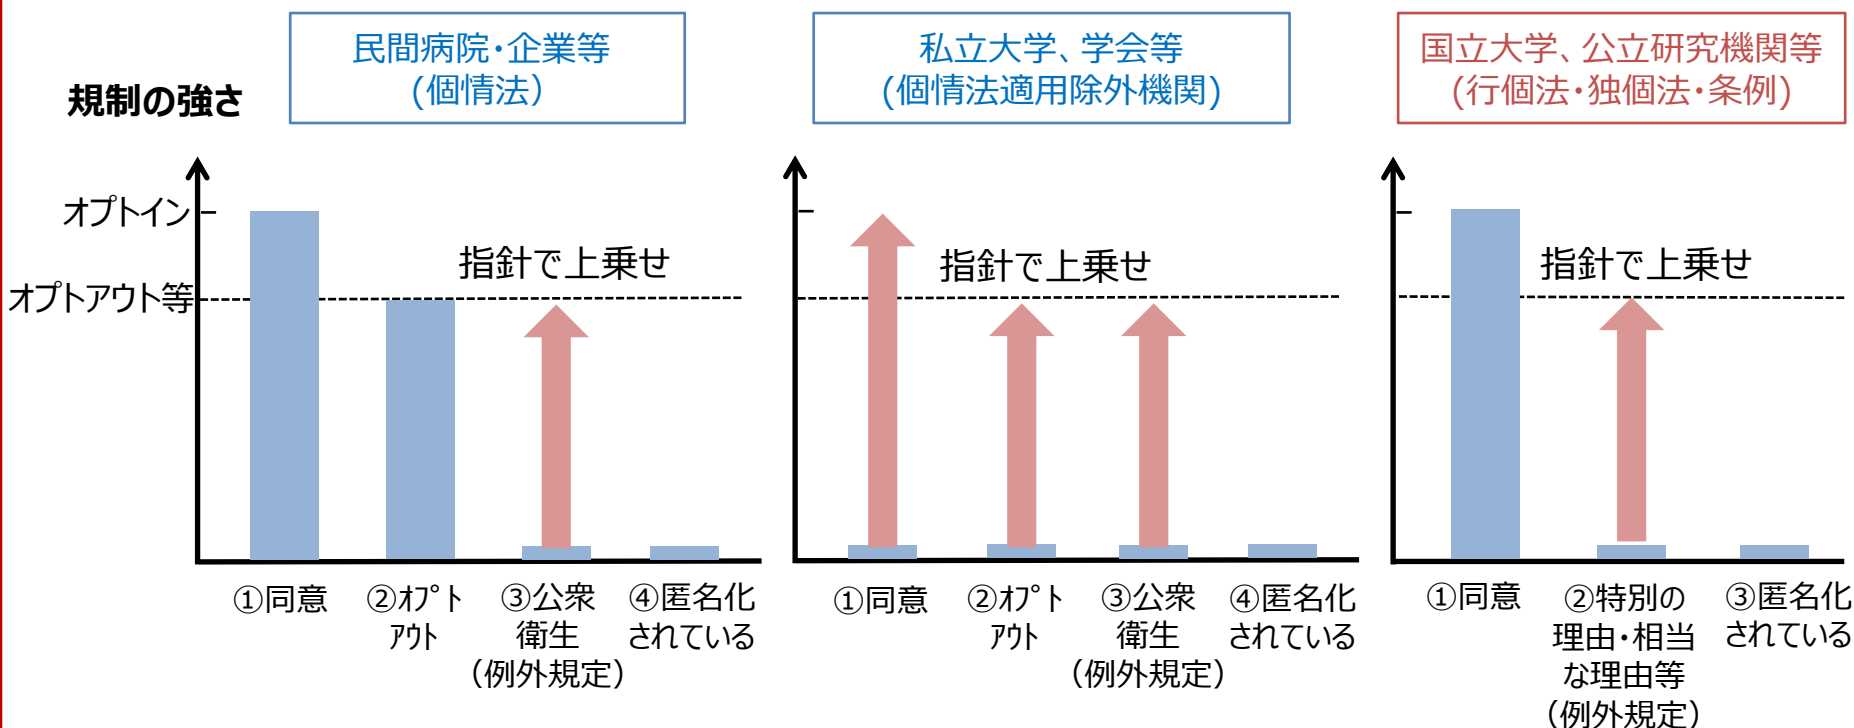 民間病院・企業等
(個情法)
私立大学、学会等
(個情法適用除外機関)
国立大学、公立研究機関等
(行個法・独個法・条例)
規制の強さ
オプトイン
オプトアウト等
指針で上乗せ
指針で上乗せ
指針で上乗せ
①同意
②ｵﾌﾟﾄ
ｱｳﾄ
③公衆
衛生
(例外規定)
④匿名化
されている
①同意
②ｵﾌﾟﾄ
ｱｳﾄ
③公衆
衛生
(例外規定)
④匿名化
されている
①同意
②特別の
理由・相当
な理由等
(例外規定)
③匿名化
されている